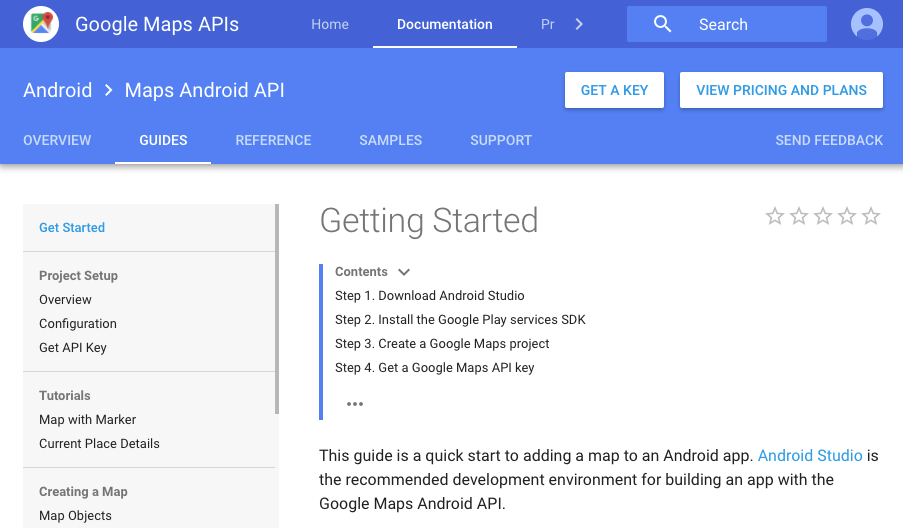 Google Maps APIs
Home
Documentation
Pr
Search
Android > Maps Android API
GET A KEY
VIEW PRICING AND PLANS
OVERVIEW
GUIDES
REFERENCE
SAMPLES
SUPPORT
SEND FEEDBACK
Get Started
Project Setup
Overview
Configuration
Get API Key
Tutorials
Map with Marker
Current Place Details
Creating a Map
Map Objects
Getting Started
Contents
Step 1. Download Android Studio
Step 2. Install the Google Play services SDK
Step 3. Create a Google Maps project
Step 4. Get a Google Maps API key
•••
This guide is a quick start to adding a map to an Android app. Android Studio is
the recommended development environment for building an app with the
Google Maps Android API.